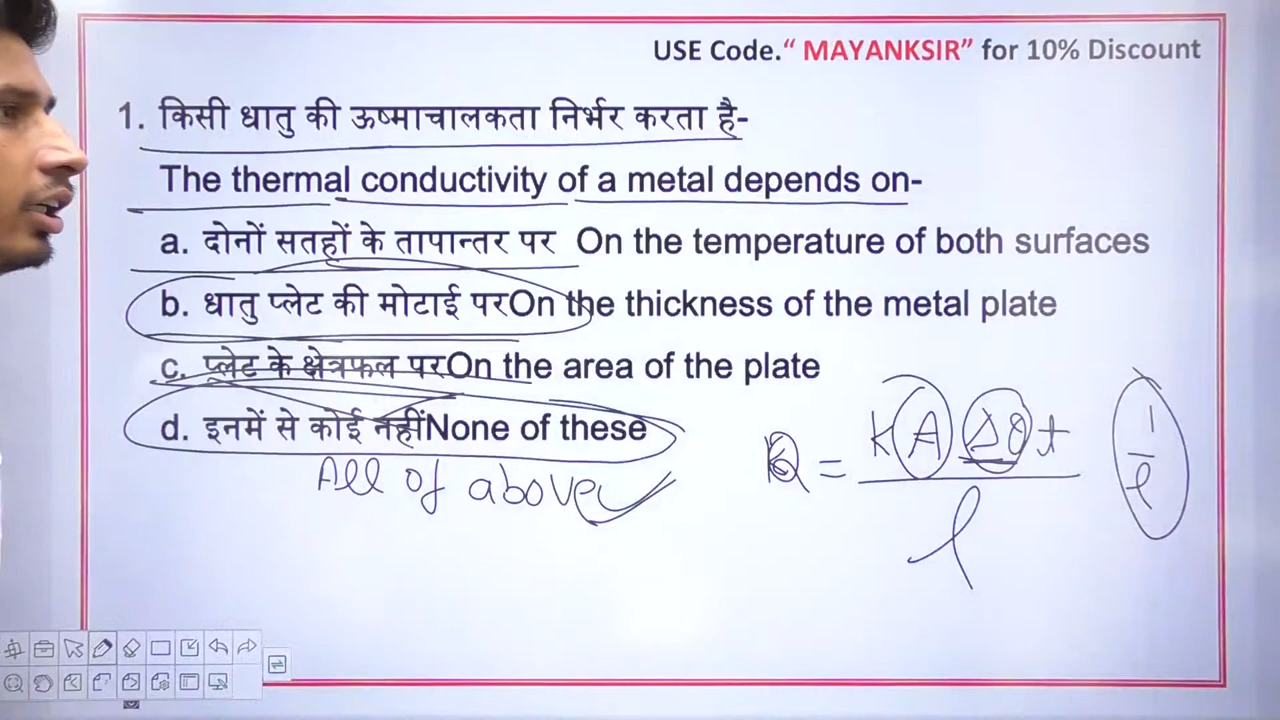 USE Code.“ MAYANKSIR” for 10% Discount
1. किसी धातु की ऊष्माचालकता निर्भर करता है-
The thermal conductivity of a metal depends on-
a. दोनों सतहों के तापान्तर पर On the temperature of both surfaces
b. धातु प्लेट की मोटाई परOn the thickness of the metal plate
c. प्लेट के क्षेत्रफल परOn the area of the plate
d. इनमें से कोई नहींNone of these
All of above
Q = KAΔθt / l
1/l